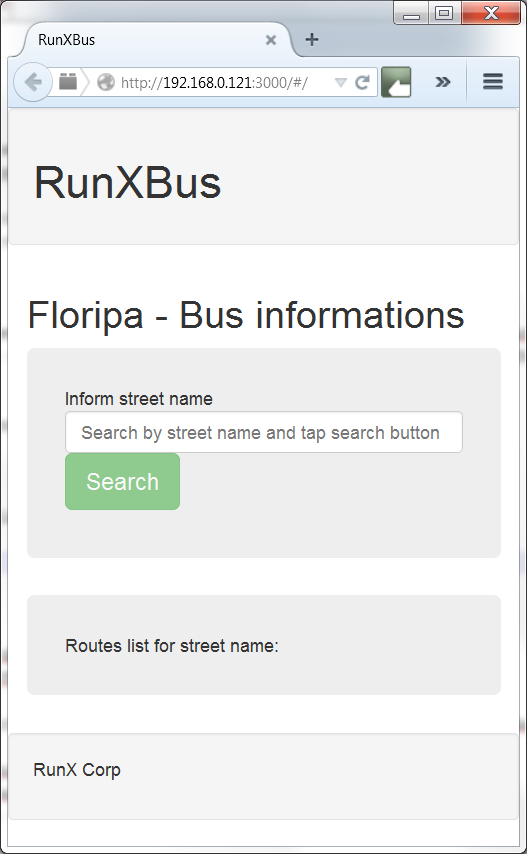 RunXBus
http://192.168.0.121:3000/#/
RunXBus
Floripa - Bus informations
Inform street name
Search by street name and tap search button
Search
Routes list for street name:
RunX Corp